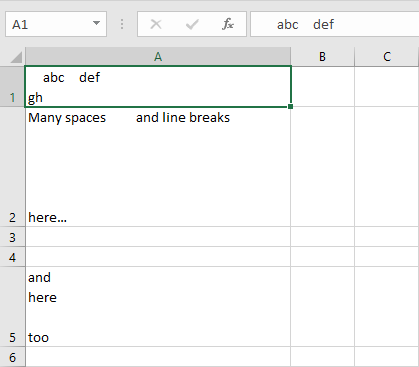 A1 fx     abc    def
A B C
1     abc    def
gh
2 Many spaces        and line breaks
here...
3
4
5 and
here
too
6